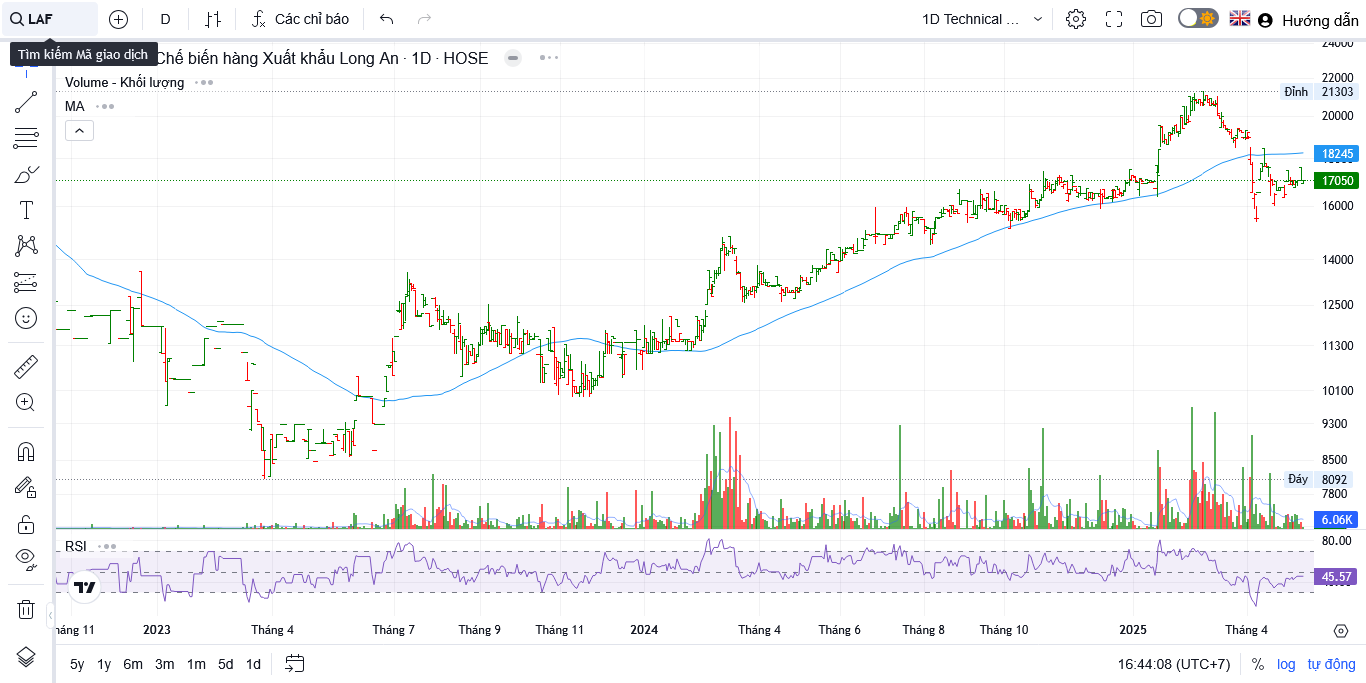 LAF
D
Các chỉ báo
1D Technical ...
Hướng dẫn
Tìm kiếm Mã giao dịch
Chế biến hàng Xuất khẩu Long An · 1D · HOSE
Volume - Khối lượng
MA
24000
22000
Đỉnh 21303
20000
18245
17050
16000
14000
12500
11300
10100
9300
8500
Đáy 8092
7800
6.06K
RSI
80.00
45.57
háng 11 2023 Tháng 4 Tháng 7 Tháng 9 Tháng 11 2024 Tháng 4 Tháng 6 Tháng 8 Tháng 10 2025 Tháng 4
5y 1y 6m 3m 1m 5d 1d
16:44:08 (UTC+7) % log tự động